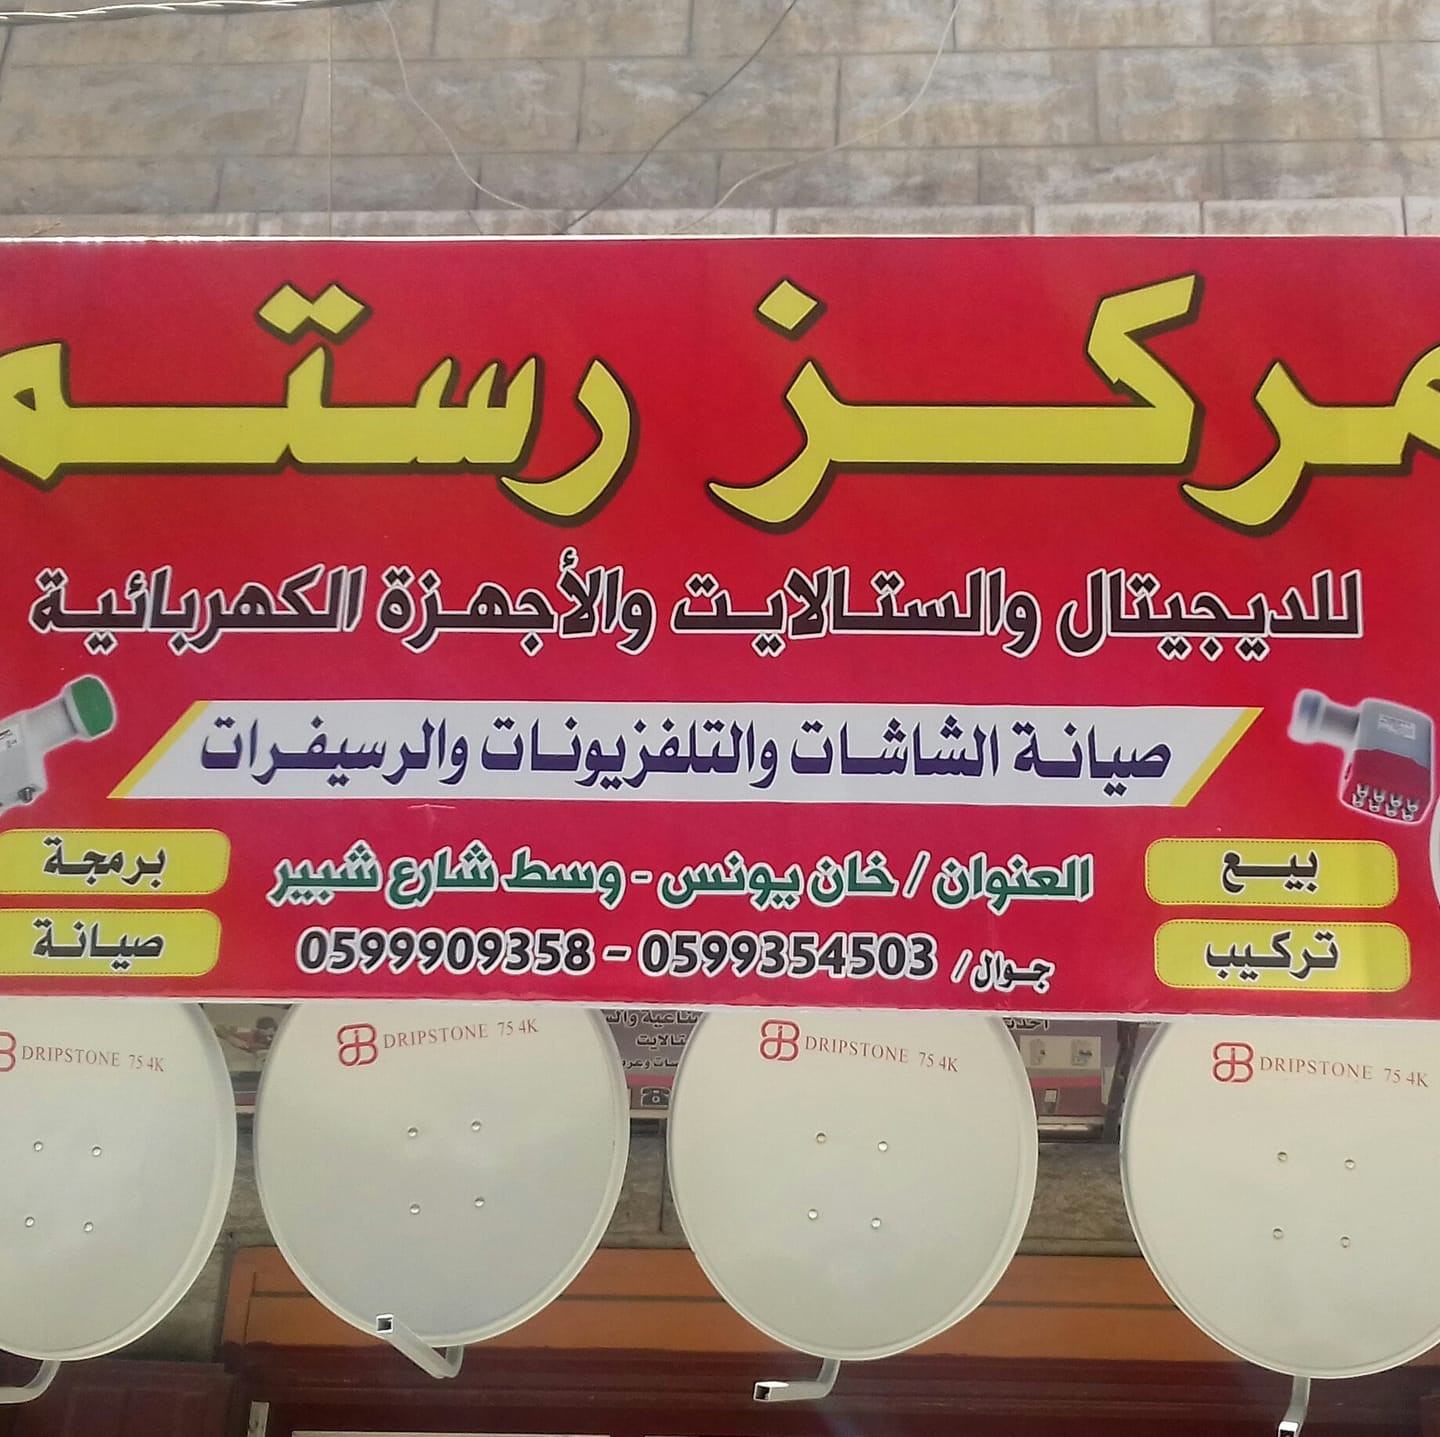 مركز رستم
للديجيتال والستالايت والأجهزة الكهربائية
صيانة الشاشات والتلفزيونات والرسيفرات
بيع
تركيب
العنوان / خان يونس - وسط شارع شبير
جوال / 0599354503 - 0599909358
برمجة
صيانة
DRIPSTONE 75 4K
DRIPSTONE 75 4K
DRIPSTONE 75 4K
DRIPSTONE 75 4K